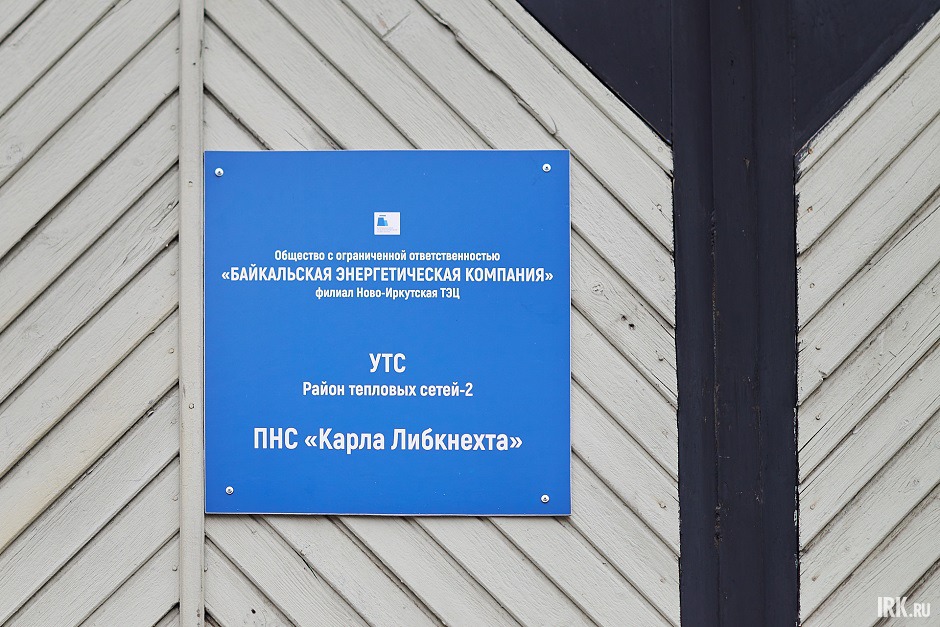 Общество с ограниченной ответственностью
«БАЙКАЛЬСКАЯ ЭНЕРГЕТИЧЕСКАЯ КОМПАНИЯ»
филиал Ново-Иркутская ТЭЦ
УТС
Район тепловых сетей-2
ПНС «Карла Либкнехта»
IRK.RU